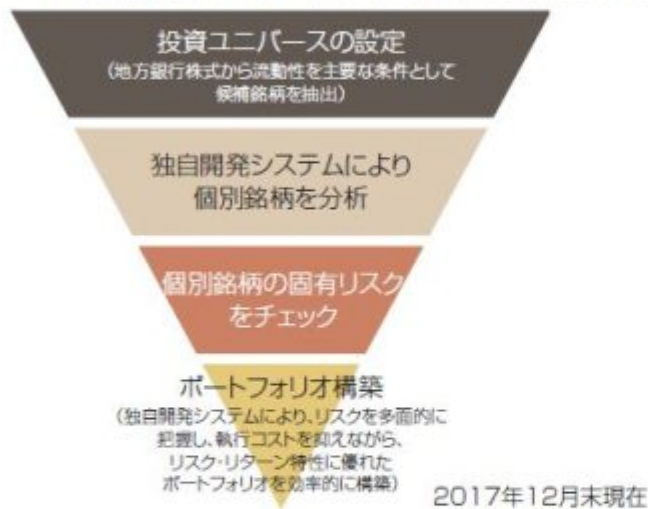 投資ユニバースの設定
（地方銀行株式から流動性を主要な条件として
候補銘柄を抽出）
独自開発システムにより
個別銘柄を分析
個別銘柄の固有リスク
をチェック
ポートフォリオ構築
（独自開発システムにより、リスクを多面的に
把握し、執行コストを抑えながら、
リスク・リターン特性に優れた
ポートフォリオを効率的に構築）
2017年12月末現在